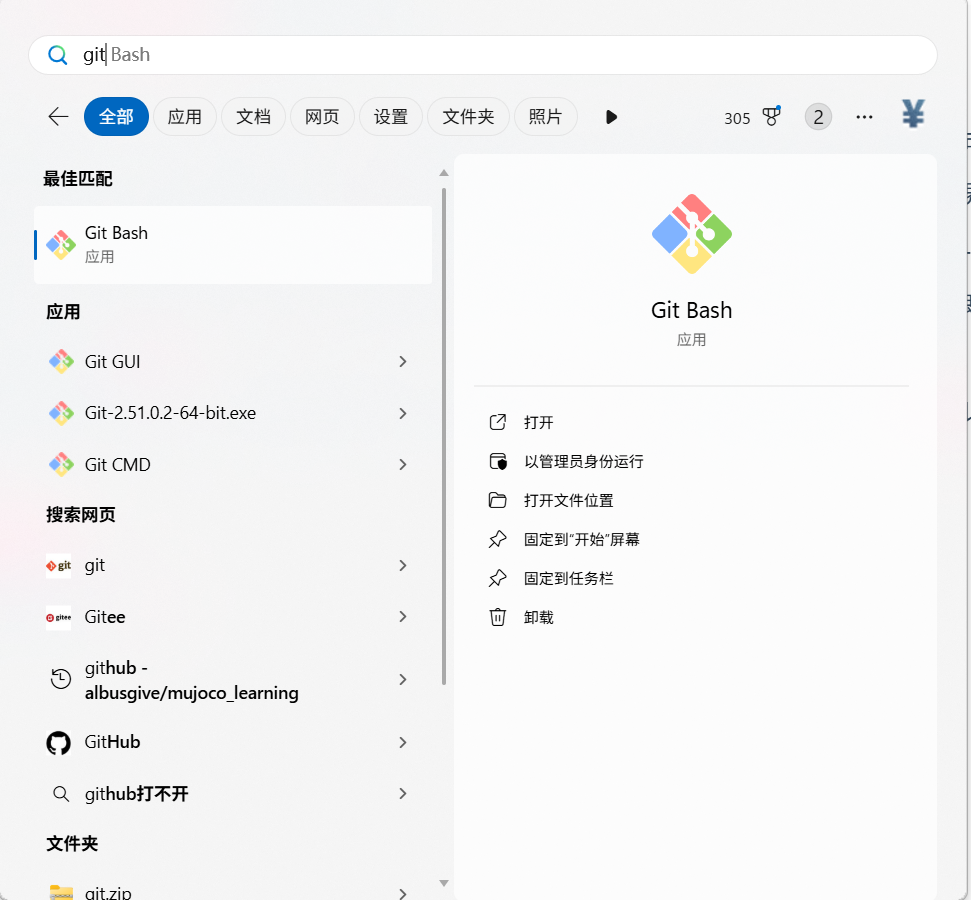 git Bash
全部
应用
文档
网页
设置
文件夹
照片
305
2
¥
最佳匹配
Git Bash
应用
应用
Git GUI
Git-2.51.0.2-64-bit.exe
Git CMD
搜索网页
git
git
gitee
Gitee
github -
albusgive/mujoco_learning
GitHub
github打不开
文件夹
git.zip
Git Bash
应用
打开
以管理员身份运行
打开文件位置
固定到“开始”屏幕
固定到任务栏
卸载